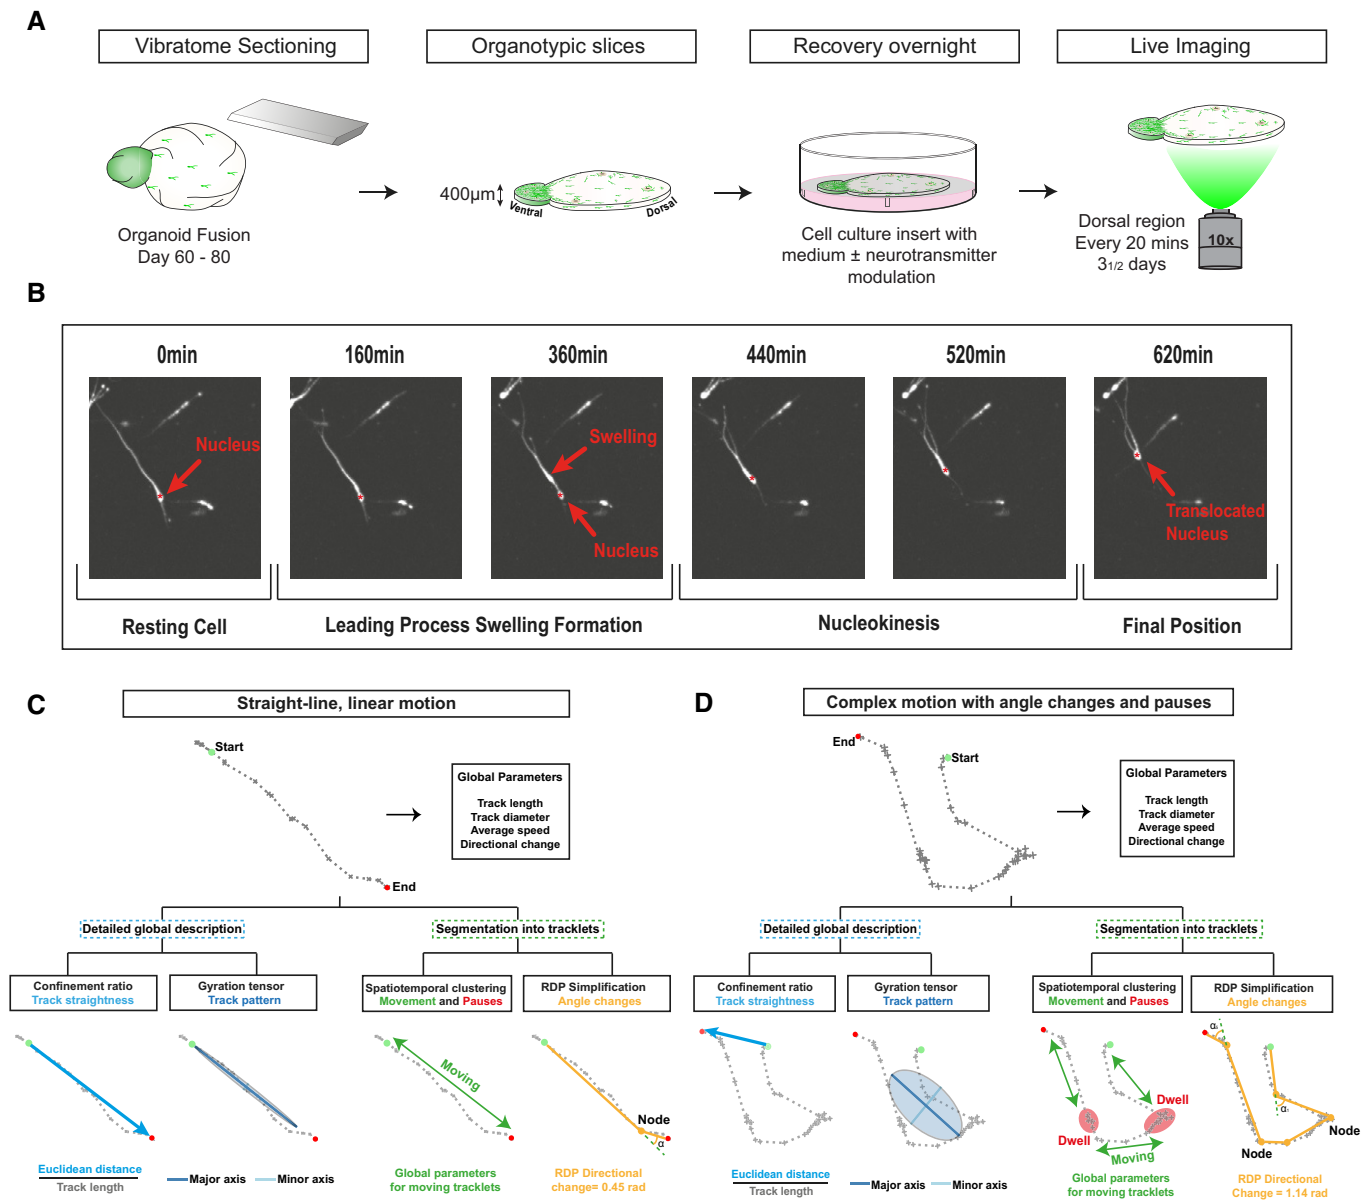 A
Vibratome Sectioning
Organotypic slices
Recovery overnight
Live Imaging
400µm
Ventral
Dorsal
Organoid Fusion
Day 60 - 80
Cell culture insert with
medium ± neurotransmitter
modulation
Dorsal region
Every 20 mins
31/2 days
10x
B
0min
160min
360min
440min
520min
620min
Nucleus
Swelling
Nucleus
Translocated
Nucleus
Resting Cell
Leading Process Swelling Formation
Nucleokinesis
Final Position
C
Straight-line, linear motion
Start
End
Global Parameters
Track length
Track diameter
Average speed
Directional change
Detailed global description
Segmentation into tracklets
Confinement ratio
Track straightness
Gyration tensor
Track pattern
Spatiotemporal clustering
Movement and Pauses
RDP Simplification
Angle changes
Moving
Node
α
Euclidean distance
Track length
Major axis
Minor axis
Global parameters
for moving tracklets
RDP Directional
change= 0.45 rad
D
Complex motion with angle changes and pauses
End
Start
Global Parameters
Track length
Track diameter
Average speed
Directional change
Detailed global description
Segmentation into tracklets
Confinement ratio
Track straightness
Gyration tensor
Track pattern
Spatiotemporal clustering
Movement and Pauses
RDP Simplification
Angle changes
Dwell
Dwell
Moving
α
α
Node
Node
Euclidean distance
Track length
Major axis
Minor axis
Global parameters
for moving tracklets
RDP Directional
Change = 1.14 rad